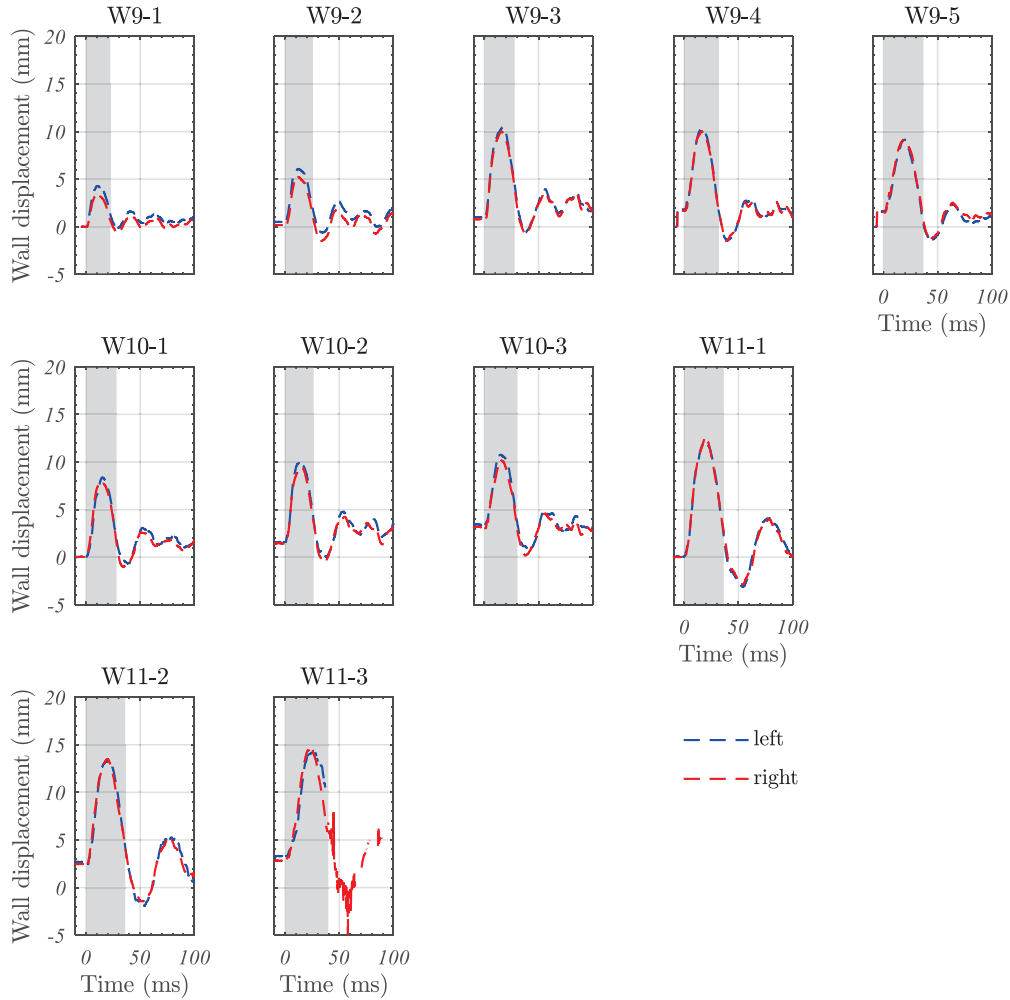 W9-1 W9-2 W9-3 W9-4 W9-5
Wall displacement (mm)
20
15
10
5
0
-5
0 50 100
Time (ms)
W10-1 W10-2 W10-3 W11-1
Wall displacement (mm)
20
15
10
5
0
-5
0 50 100
Time (ms)
W11-2 W11-3
Wall displacement (mm)
20
15
10
5
0
-5
0 50 100 0 50 100
Time (ms) Time (ms)
left
right